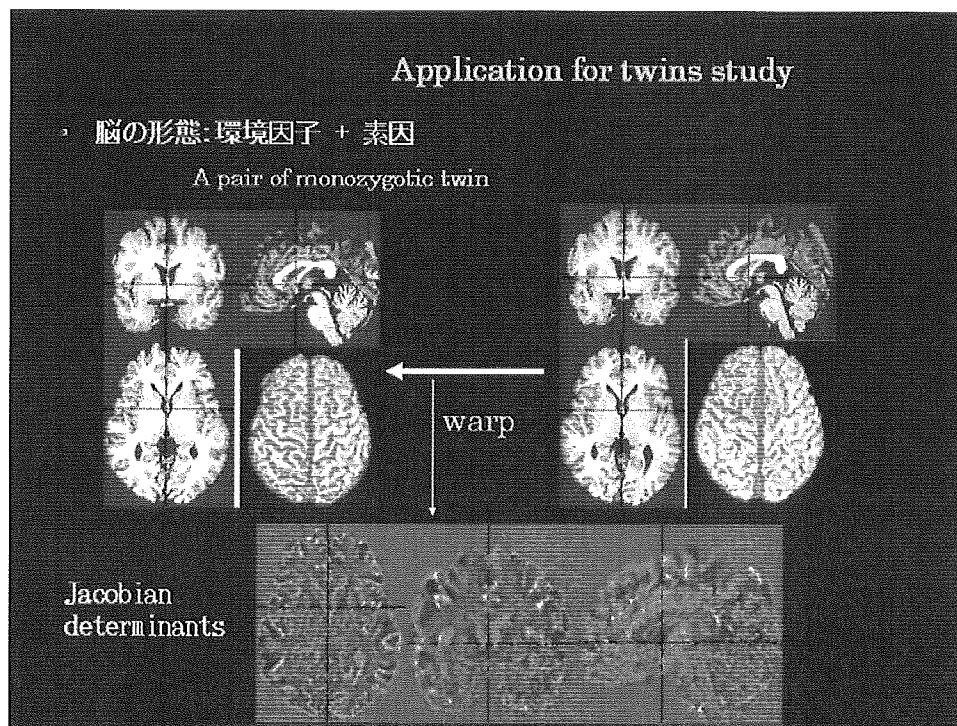 Application for twins study
脳の形態:環境因子 + 素因
A pair of monozygotic twin
warp
Jacobian
determinants